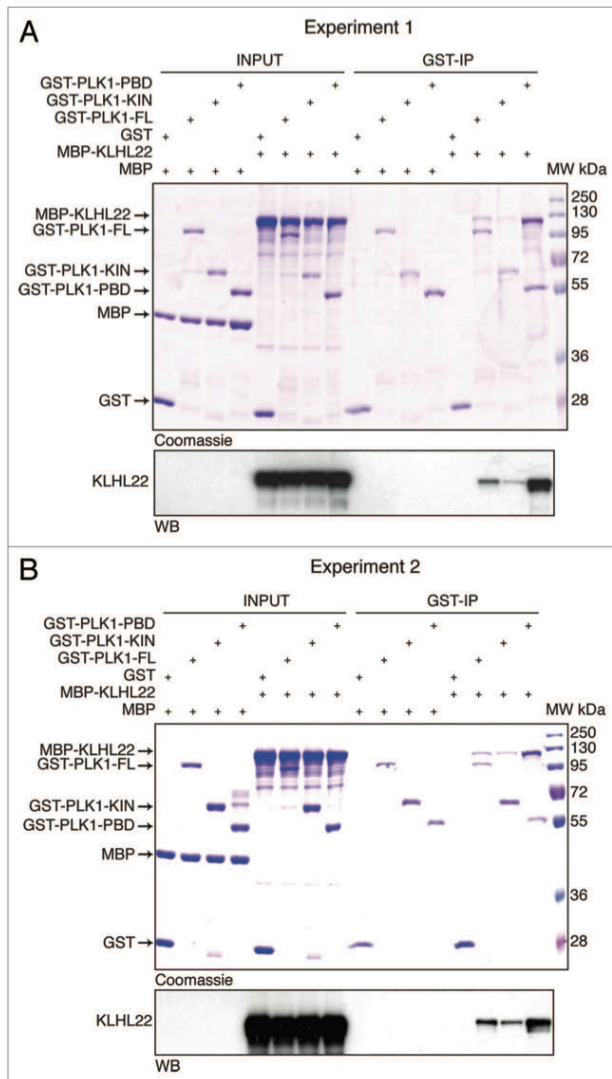 A
Experiment 1
INPUT GST-IP
GST-PLK1-PBD + + + +
GST-PLK1-KIN + + + +
GST-PLK1-FL + + + +
GST + + + +
MBP-KLHL22 + + + + + + + +
MBP + + + + + + + + MW kDa
250
MBP-KLHL22 130
GST-PLK1-FL 95
72
GST-PLK1-KIN
GST-PLK1-PBD 55
MBP
36
GST 28
Coomassie
KLHL22
WB
B
Experiment 2
INPUT GST-IP
GST-PLK1-PBD + + + +
GST-PLK1-KIN + + + +
GST-PLK1-FL + + + +
GST + + + +
MBP-KLHL22 + + + + + + + +
MBP + + + + + + + + MW kDa
250
MBP-KLHL22 130
GST-PLK1-FL 95
72
GST-PLK1-KIN
GST-PLK1-PBD 55
MBP
36
GST 28
Coomassie
KLHL22
WB